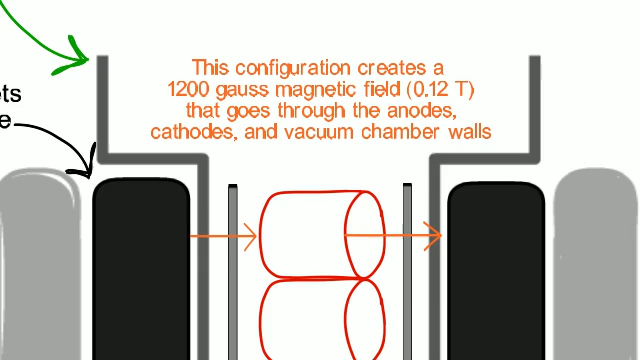 This configuration creates a
1200 gauss magnetic field (0.12 T)
that goes through the anodes,
cathodes, and vacuum chamber walls